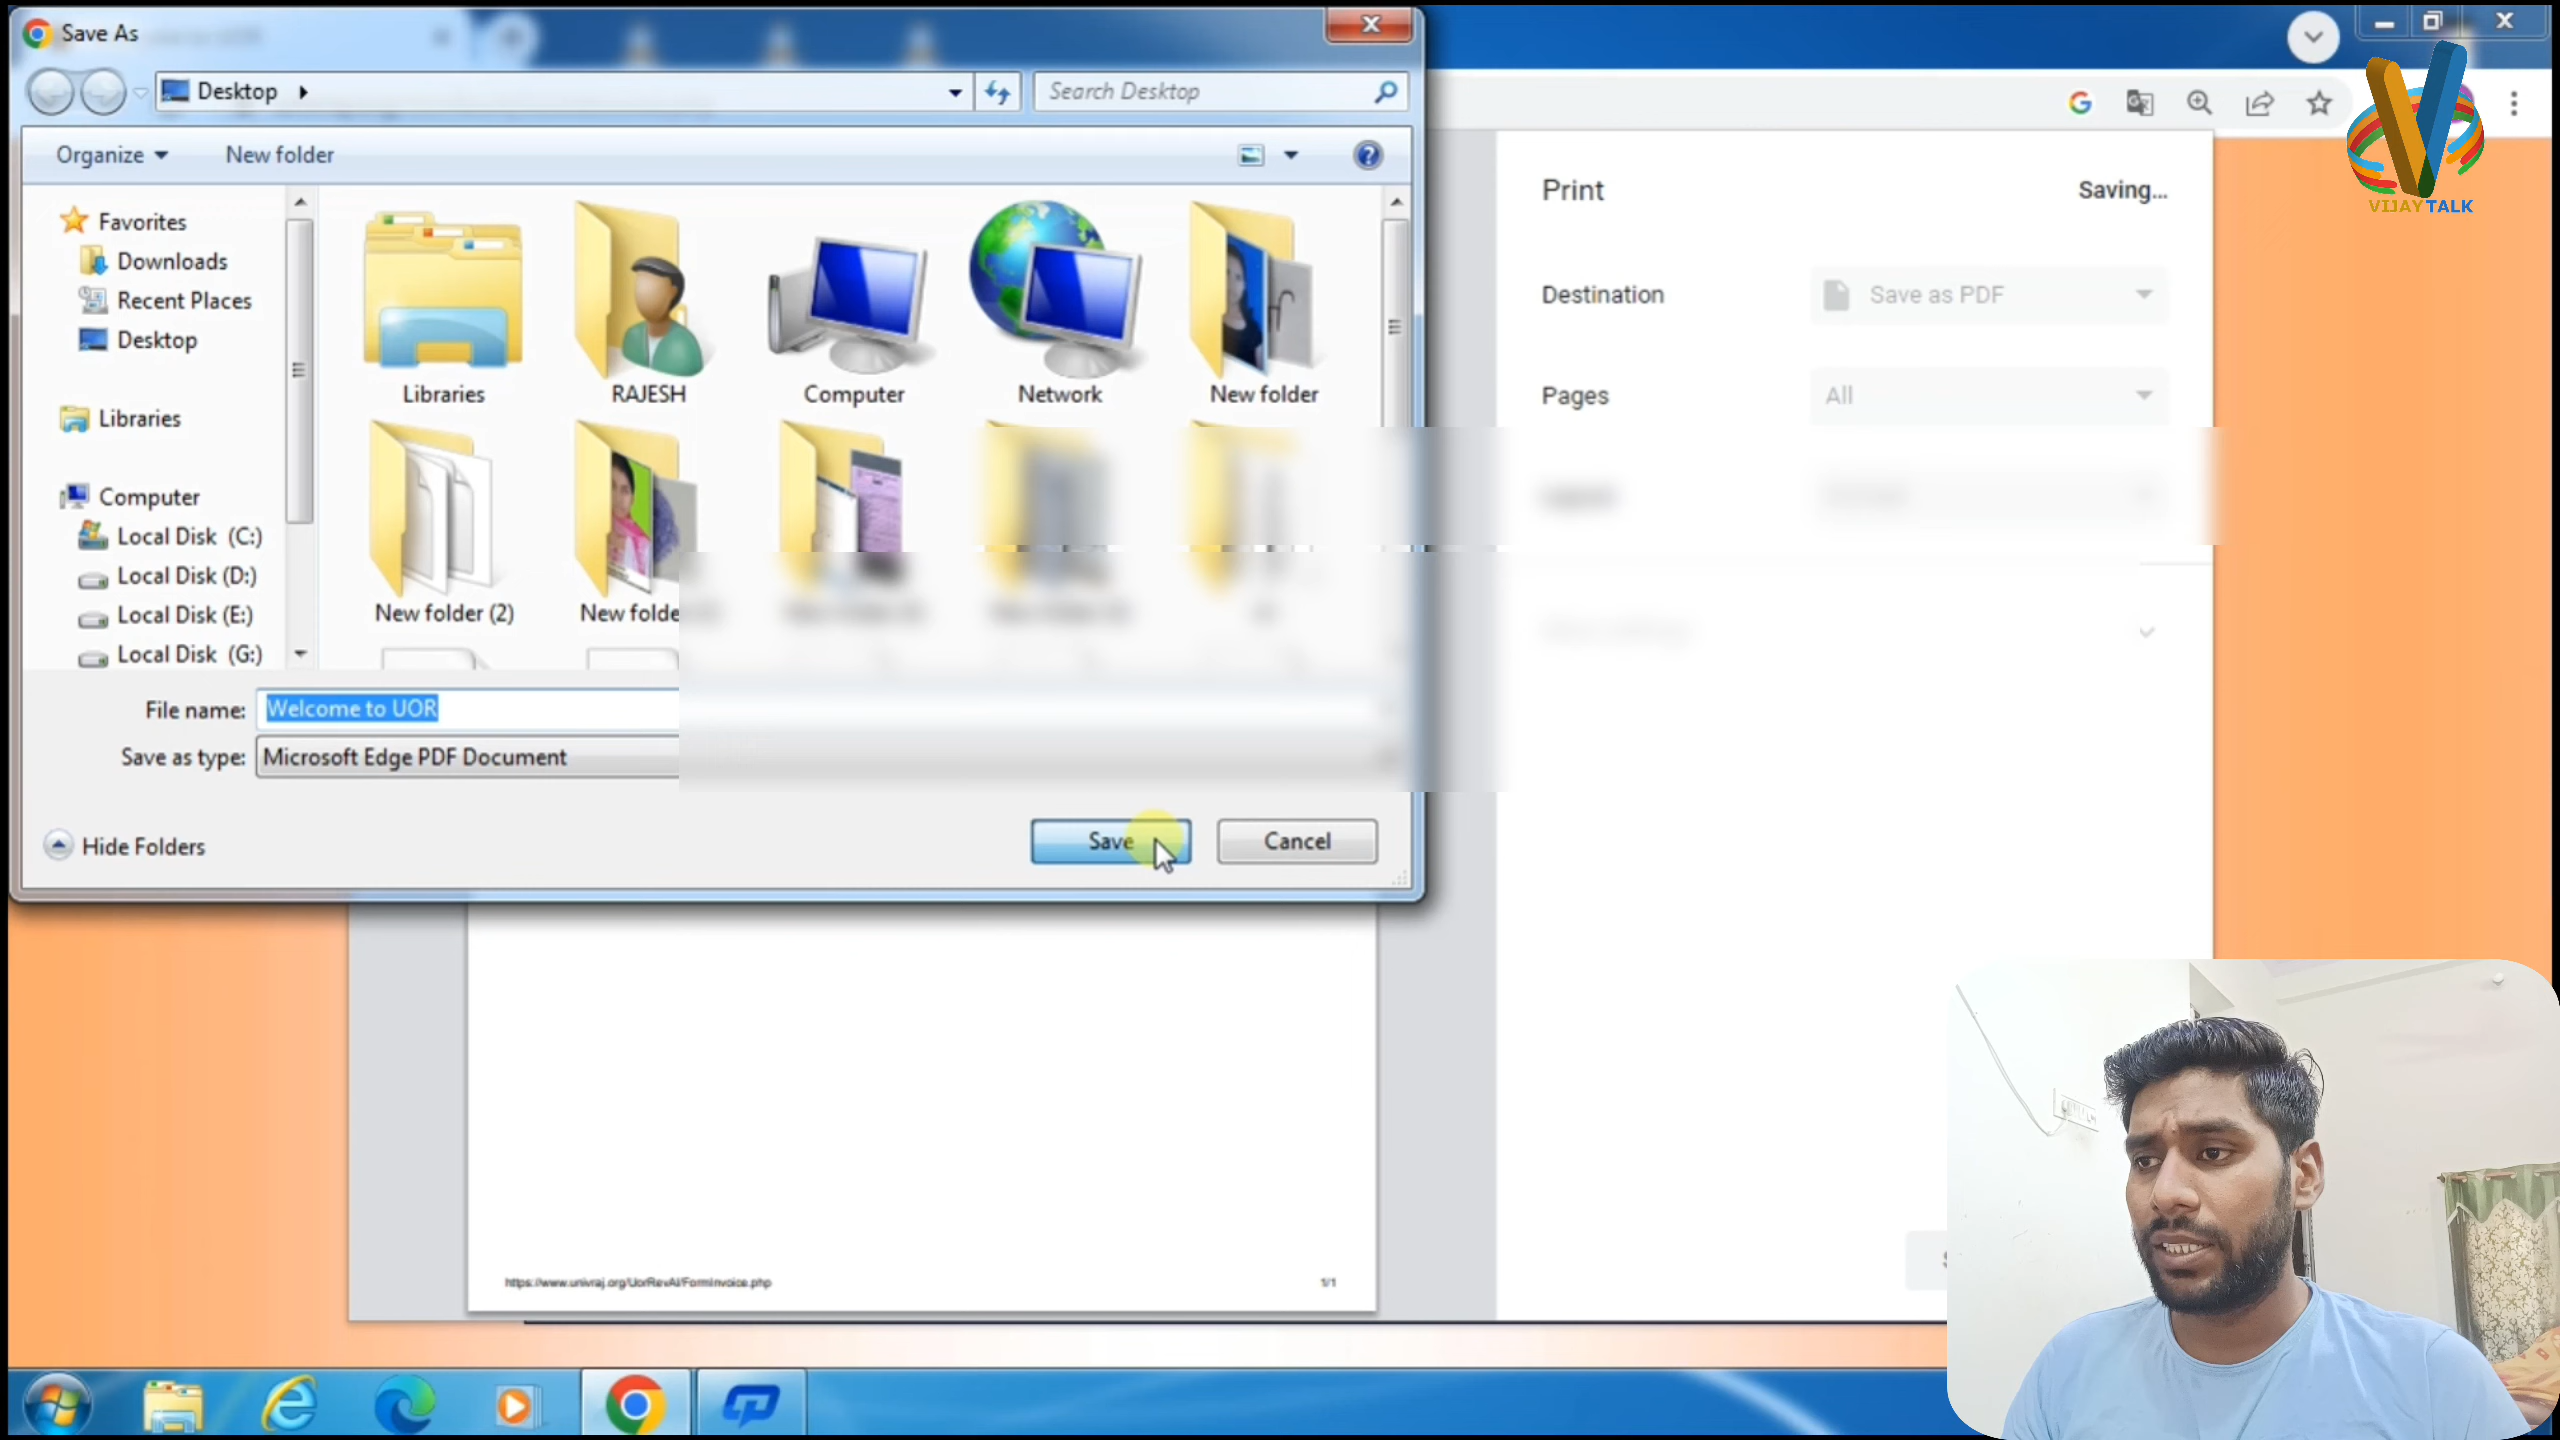 Save As
Desktop
Search Desktop
Organize
New folder
Favorites
Downloads
Recent Places
Desktop
Libraries
Computer
Local Disk (C:)
Local Disk (D:)
Local Disk (E:)
Local Disk (G:)
Libraries
RAJESH
Computer
Network
New folder
New folder (2)
New
File name: Welcome to UOR
Save as type: Microsoft Edge PDF Document
Hide Folders
Save
Cancel
Print
Saving...
Destination
Save as PDF
Pages
All
VIJAYTALK
https://www.univraj.org/UorRevAl/FormInvoice.php
1/1